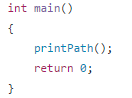 int main()
{
    printPath();
    return 0;
}